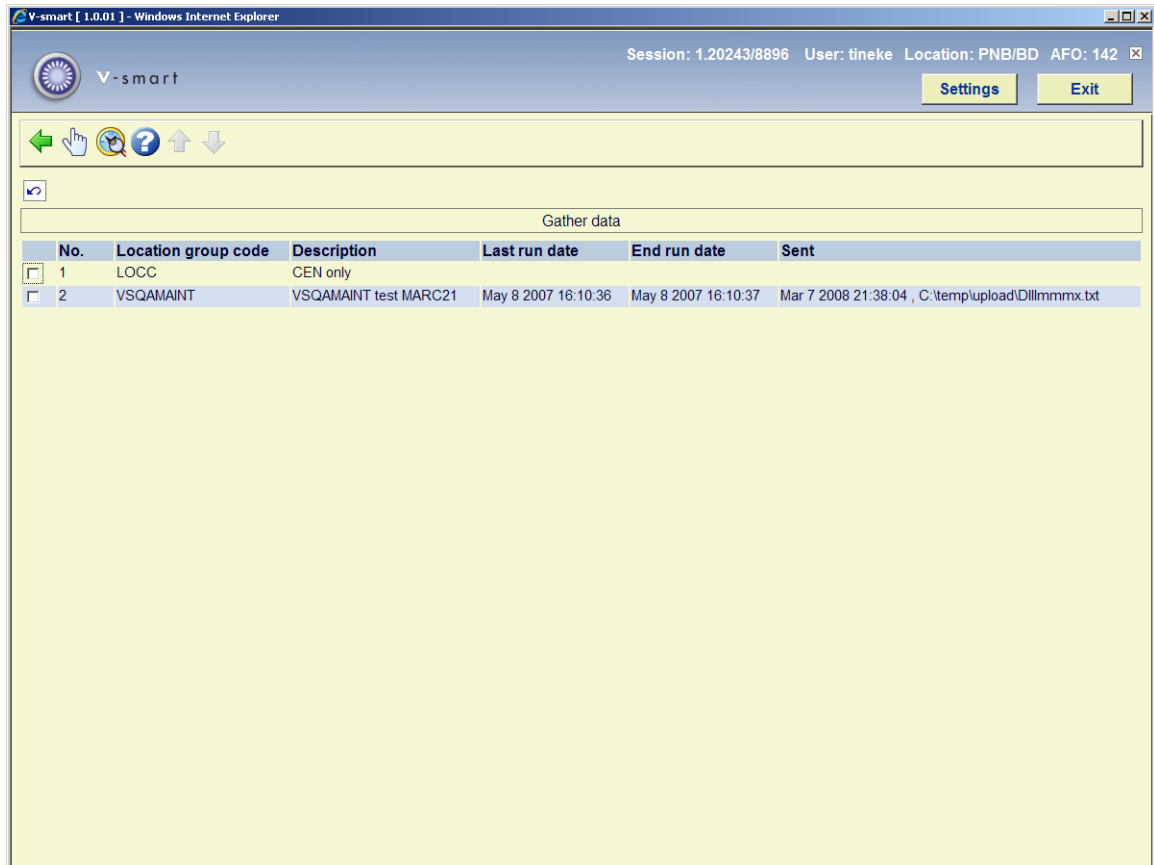 V-smart [ 1.0.01 ] - Windows Internet Explorer
Session: 1.20243/8896 User: tineke Location: PNB/BD AFO: 142
V-smart
Settings Exit
Gather data
No. Location group code Description Last run date End run date Sent
1 LOCC CEN only
2 VSQAMAINT VSQAMAINT test MARC21 May 8 2007 16:10:36 May 8 2007 16:10:37 Mar 7 2008 21:38:04 , C:\temp\upload\Dlllmmmx.txt